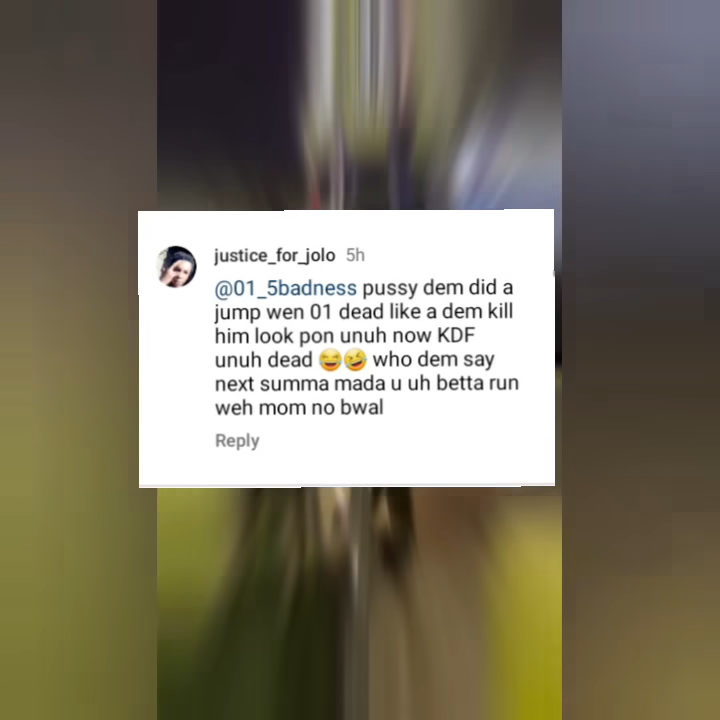 justice_for_jolo 5h
@01_5badness pussy dem did a
jump wen 01 dead like a dem kill
him look pon unuh now KDF
unuh dead 😂🤣 who dem say
next summa mada u uh betta run
weh mom no bwal
Reply